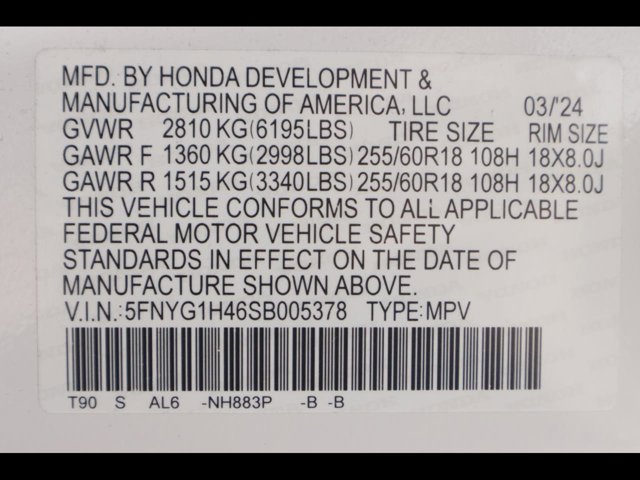 MFD. BY HONDA DEVELOPMENT &
MANUFACTURING OF AMERICA, LLC 03/'24
GVWR 2810 KG(6195LBS) TIRE SIZE RIM SIZE
GAWR F 1360 KG(2998LBS) 255/60R18 108H 18X8.0J
GAWR R 1515 KG(3340LBS) 255/60R18 108H 18X8.0J
THIS VEHICLE CONFORMS TO ALL APPLICABLE
FEDERAL MOTOR VEHICLE SAFETY
STANDARDS IN EFFECT ON THE DATE OF
MANUFACTURE SHOWN ABOVE.
V.I.N.:5FNYG1H46SB005378 TYPE:MPV
T90 S AL6 -NH883P -B -B